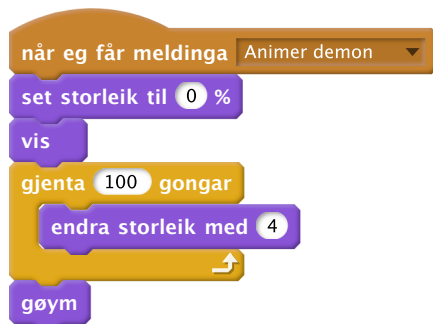 når eg får meldinga Animer demon
set storleik til 0 %
vis
gjenta 100 gongar
endra storleik med 4
gøym